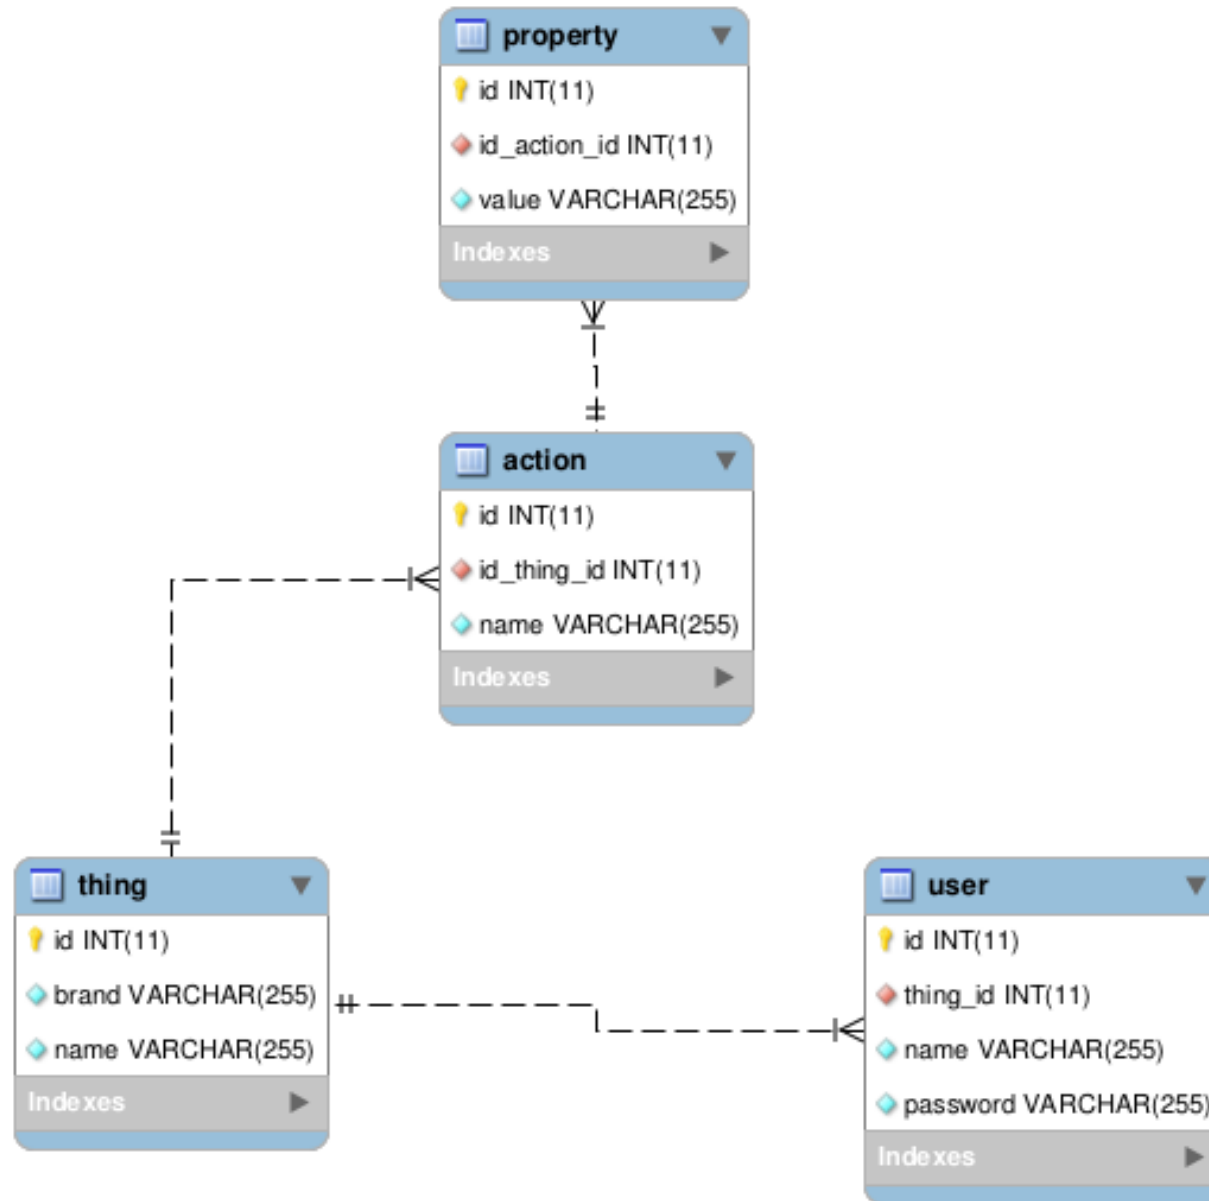 property
id INT(11)
id_action_id INT(11)
value VARCHAR(255)
Indexes
action
id INT(11)
id_thing_id INT(11)
name VARCHAR(255)
Indexes
thing
id INT(11)
brand VARCHAR(255)
name VARCHAR(255)
Indexes
user
id INT(11)
thing_id INT(11)
name VARCHAR(255)
password VARCHAR(255)
Indexes